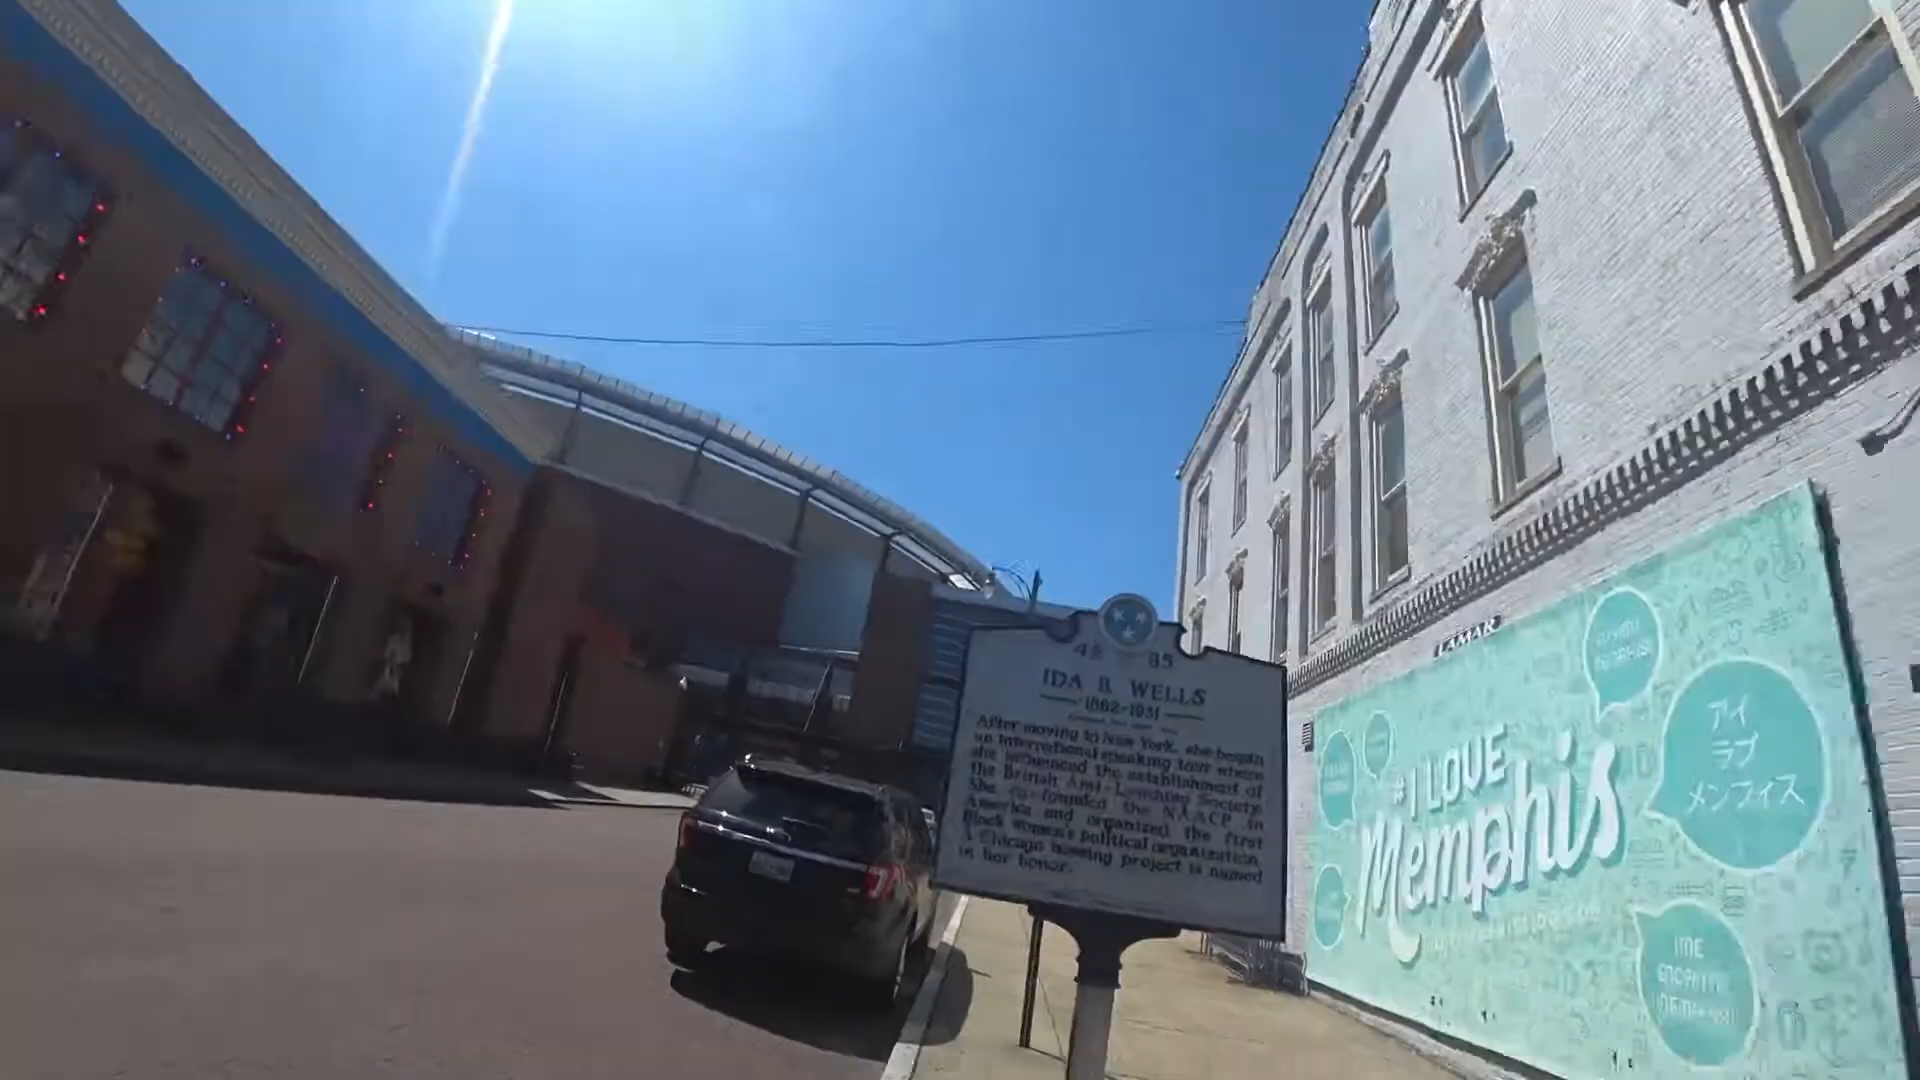 IDA B. WELLS
1862-1931
After moving to New York, she began
an international speaking tour where
she influenced the establishment of
the British Anti-Lynching Society.
She co-founded the NAACP in
America and organized the first
Black women's political organization.
A Chicago housing project is named
in her honor.
LAMAR
#I LOVE
Memphis
アイ
ラブ
メンフィス
¡ME
ENCANTA